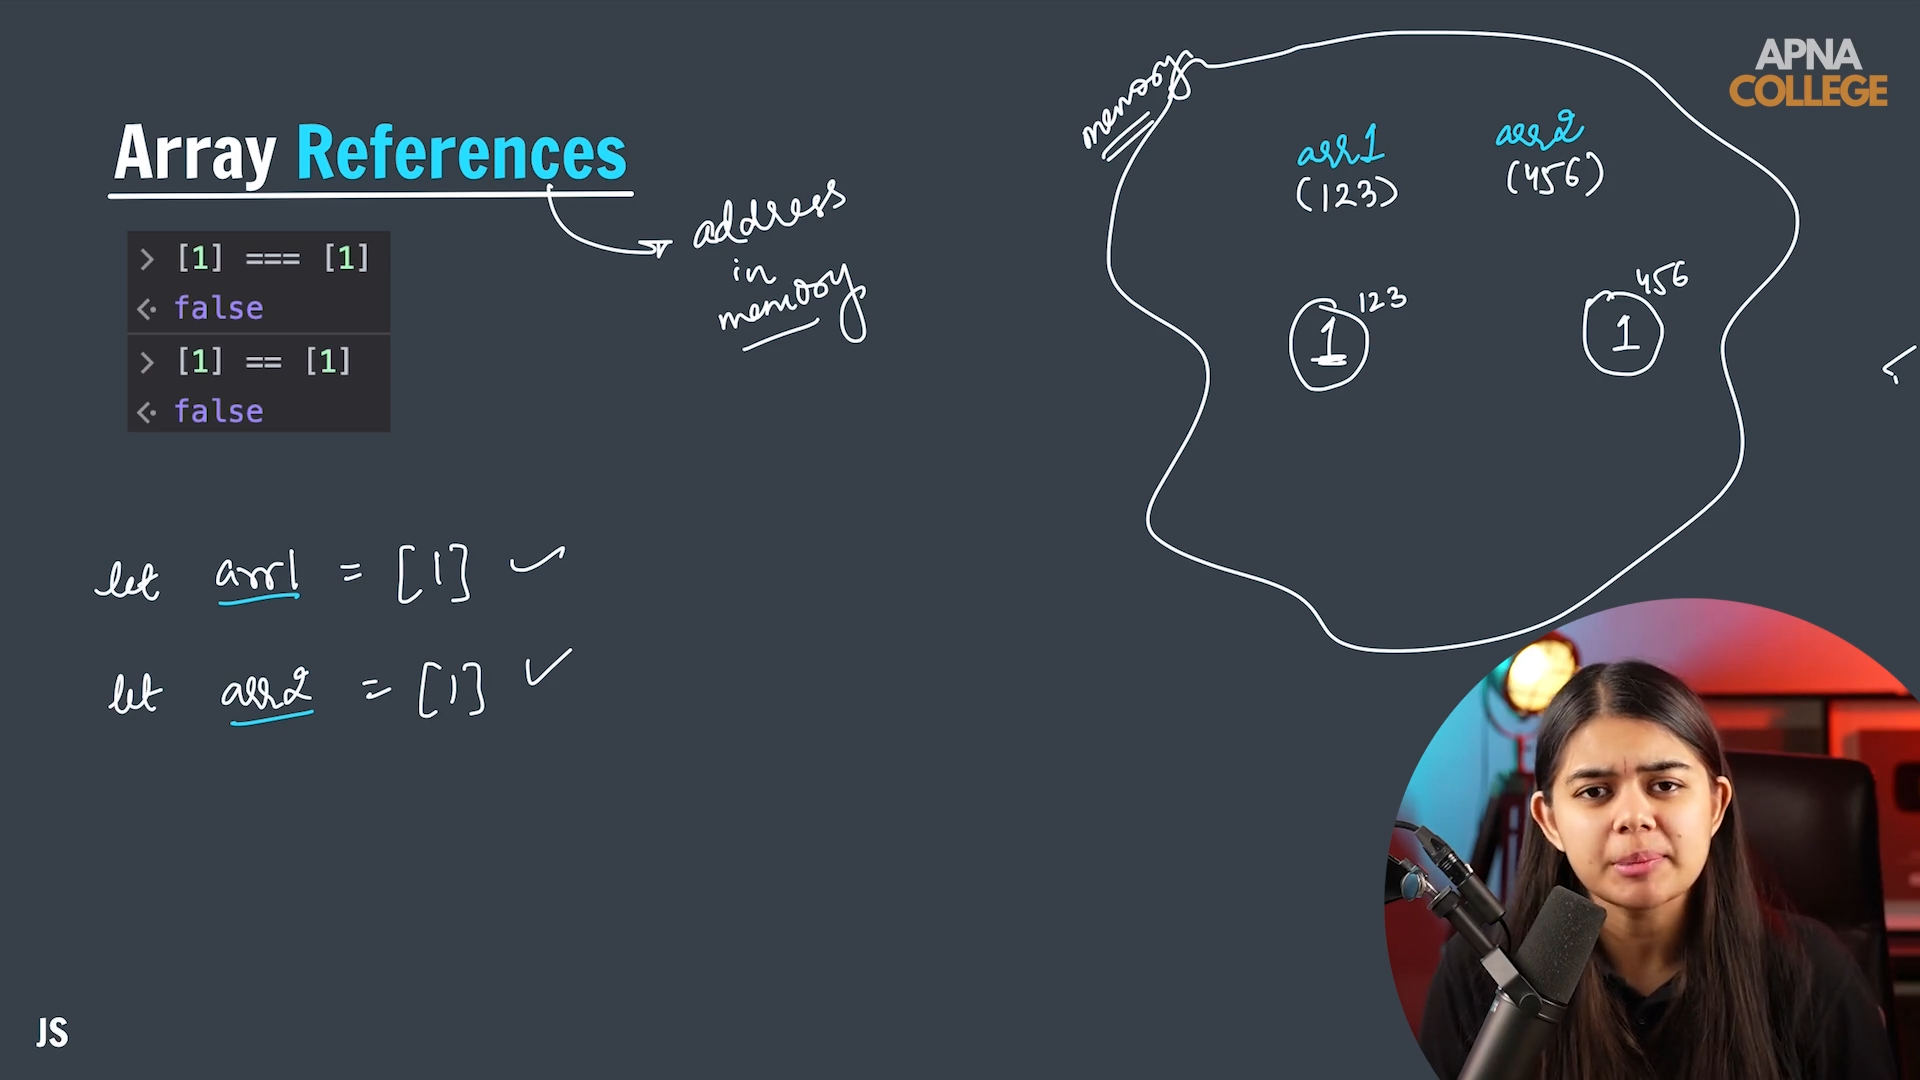 APNA
COLLEGE
Array References
> [1] === [1]
<· false
> [1] == [1]
<· false
address
in
memory
memory
arr1
(123)
arr2
(456)
1
123
1
456
let arr1 = [1]
let arr2 = [1]
JS